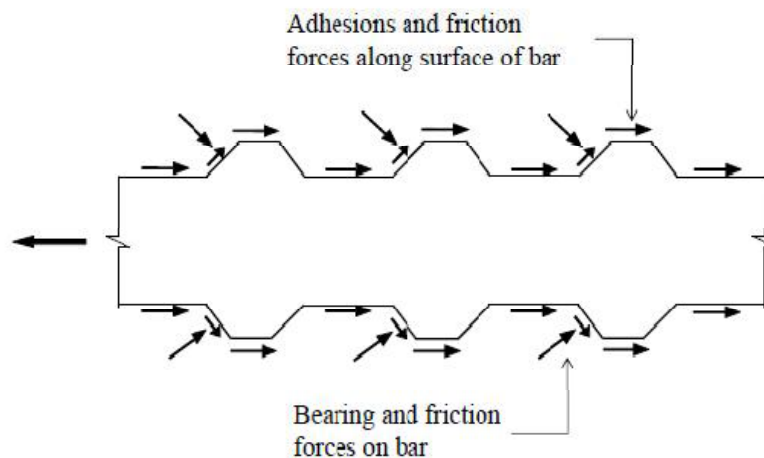 Adhesions and friction
forces along surface of bar
Bearing and friction
forces on bar